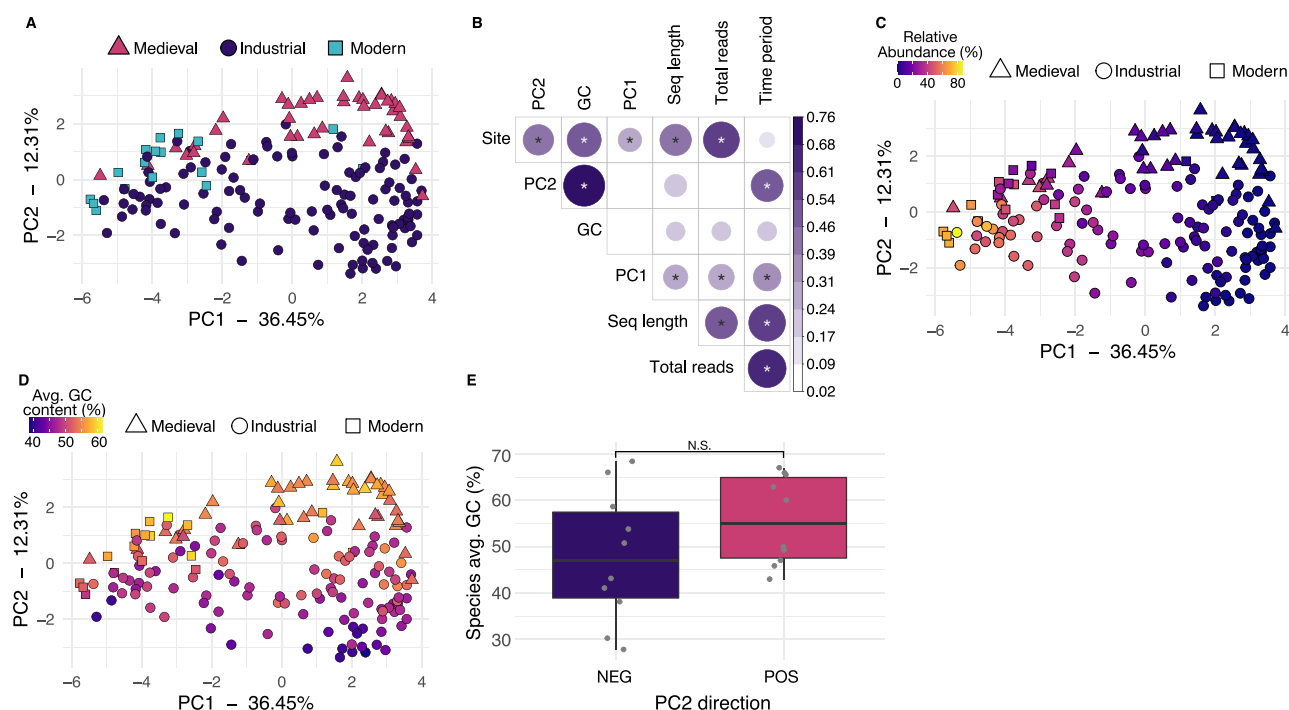 A
Medieval Industrial Modern
PC2 – 12.31%
2
0
−2
−6 −4 −2 0 2 4
PC1 – 36.45%
B
PC2 GC PC1 Seq length Total reads Time period
Site * * * * *
PC2 * *
GC
PC1 * * *
Seq length * *
Total reads *
0.76
0.68
0.61
0.54
0.46
0.39
0.31
0.24
0.17
0.09
0.02
C
Relative
Abundance (%)
0 40 80
Medieval Industrial Modern
PC2 – 12.31%
2
0
−2
−6 −4 −2 0 2 4
PC1 – 36.45%
D
Avg. GC
content (%)
40 50 60
Medieval Industrial Modern
PC2 – 12.31%
2
0
−2
−6 −4 −2 0 2 4
PC1 – 36.45%
E
N.S.
Species avg. GC (%)
70
60
50
40
30
NEG POS
PC2 direction